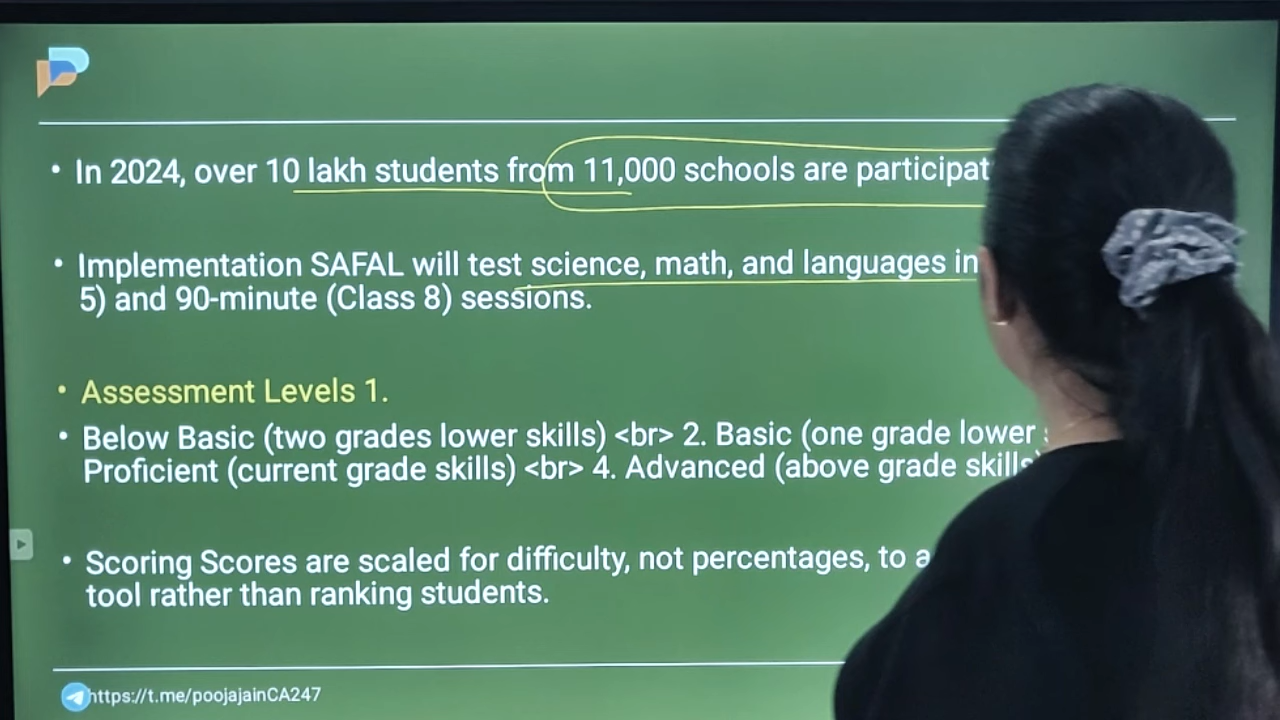 • In 2024, over 10 lakh students from 11,000 schools are
• Implementation SAFAL will test science, math, and languages in
5) and 90-minute (Class 8) sessions.
• Assessment Levels 1.
• Below Basic (two grades lower skills) <br> 2. Basic (one grade lower
Proficient (current grade skills) <br> 4. Advanced (above grade skills)
• Scoring Scores are scaled for difficulty, not percentages, to
tool rather than ranking students.
https://t.me/poojajainCA247